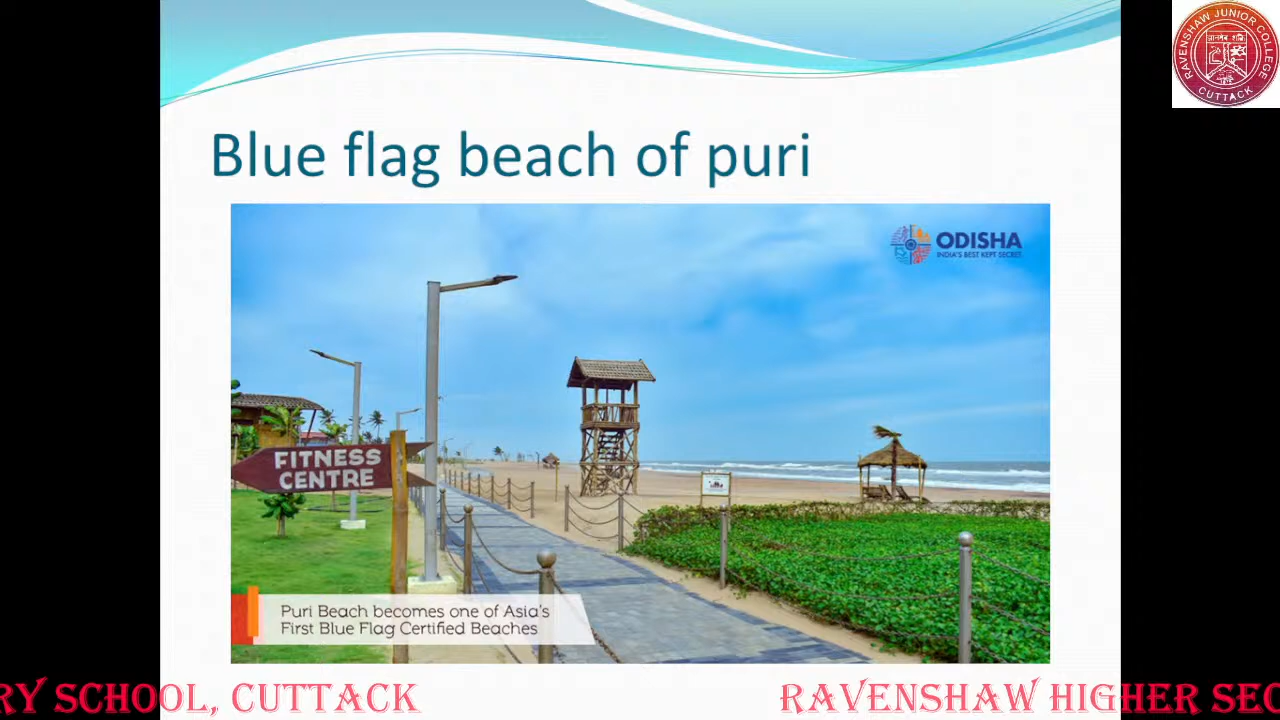 RAVENSHAW JUNIOR COLLEGE
CUTTACK
Blue flag beach of puri
ODISHA
INDIA'S BEST KEPT SECRET
FITNESS
CENTRE
Puri Beach becomes one of Asia's
First Blue Flag Certified Beaches
RY SCHOOL, CUTTACK
RAVENSHAW HIGHER SEC